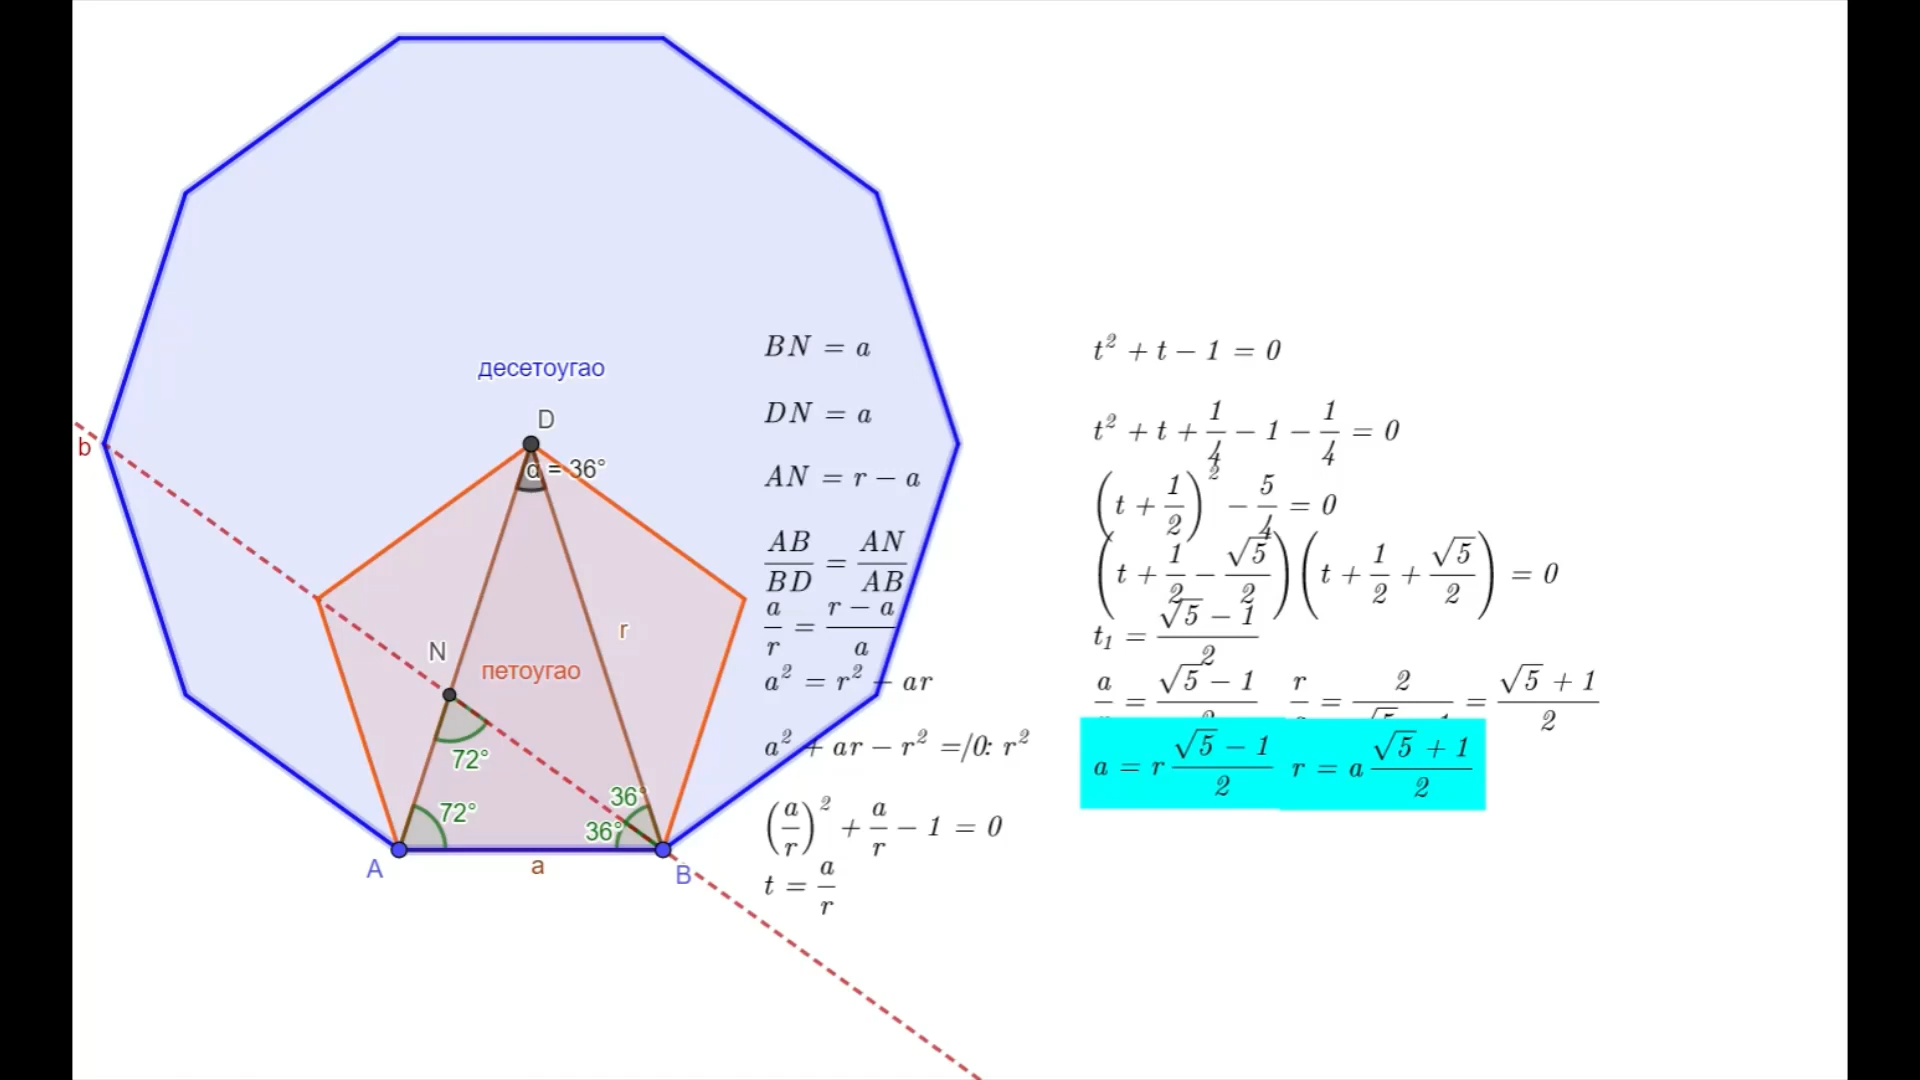 десетоугао
D
α = 36°
b
N
r
петоугао
72°
72°
36°
36°
A
a
B
BN = a
DN = a
AN = r − a
AB/BD = AN/AB
a/r = (r − a)/a
a² = r² − ar
a² + ar − r² =/0: r²
(a/r)² + a/r − 1 = 0
t = a/r
t² + t − 1 = 0
t² + t + 1/4 − 1 − 1/4 = 0
(t + 1/2)² − 5/4 = 0
(t + 1/2 − √5/2)(t + 1/2 + √5/2) = 0
t₁ = (√5 − 1)/2
a/r = (√5 − 1)/2 r/a = 2/(√5 − 1) = (√5 + 1)/2
a = r (√5 − 1)/2 r = a (√5 + 1)/2